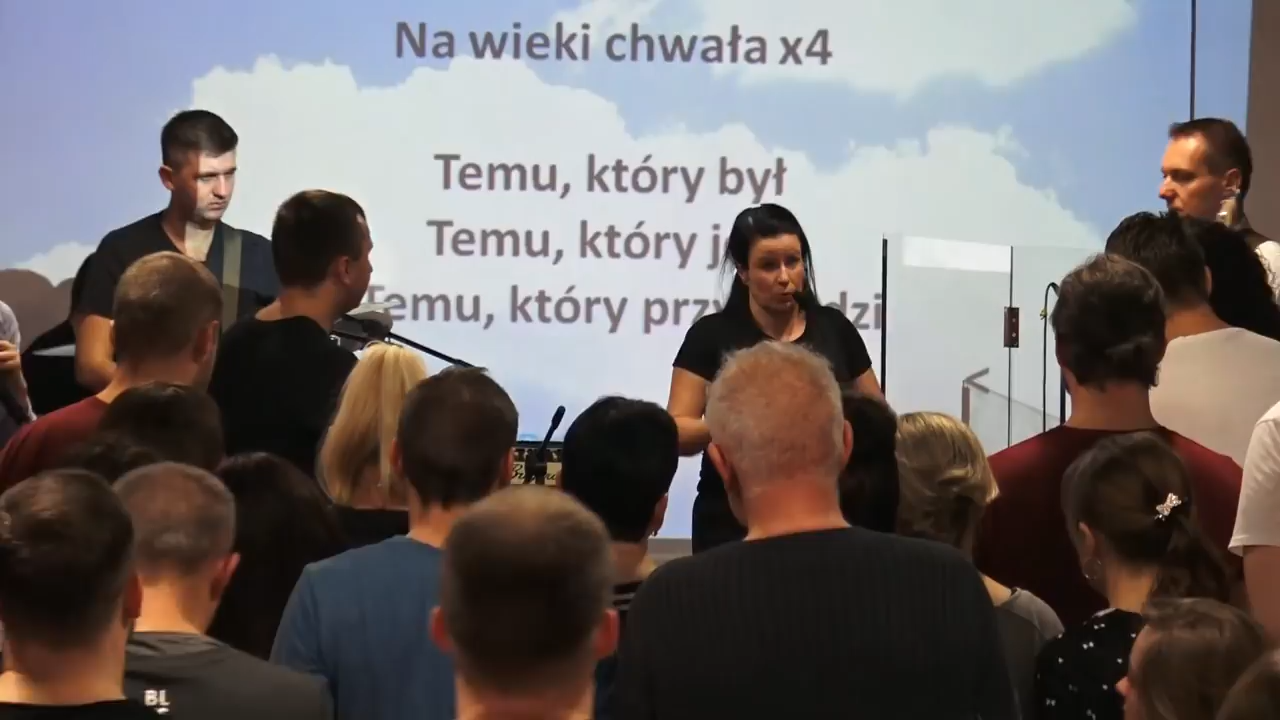 Na wieki chwała x4
Temu, który był
Temu, który
Temu, który
BL